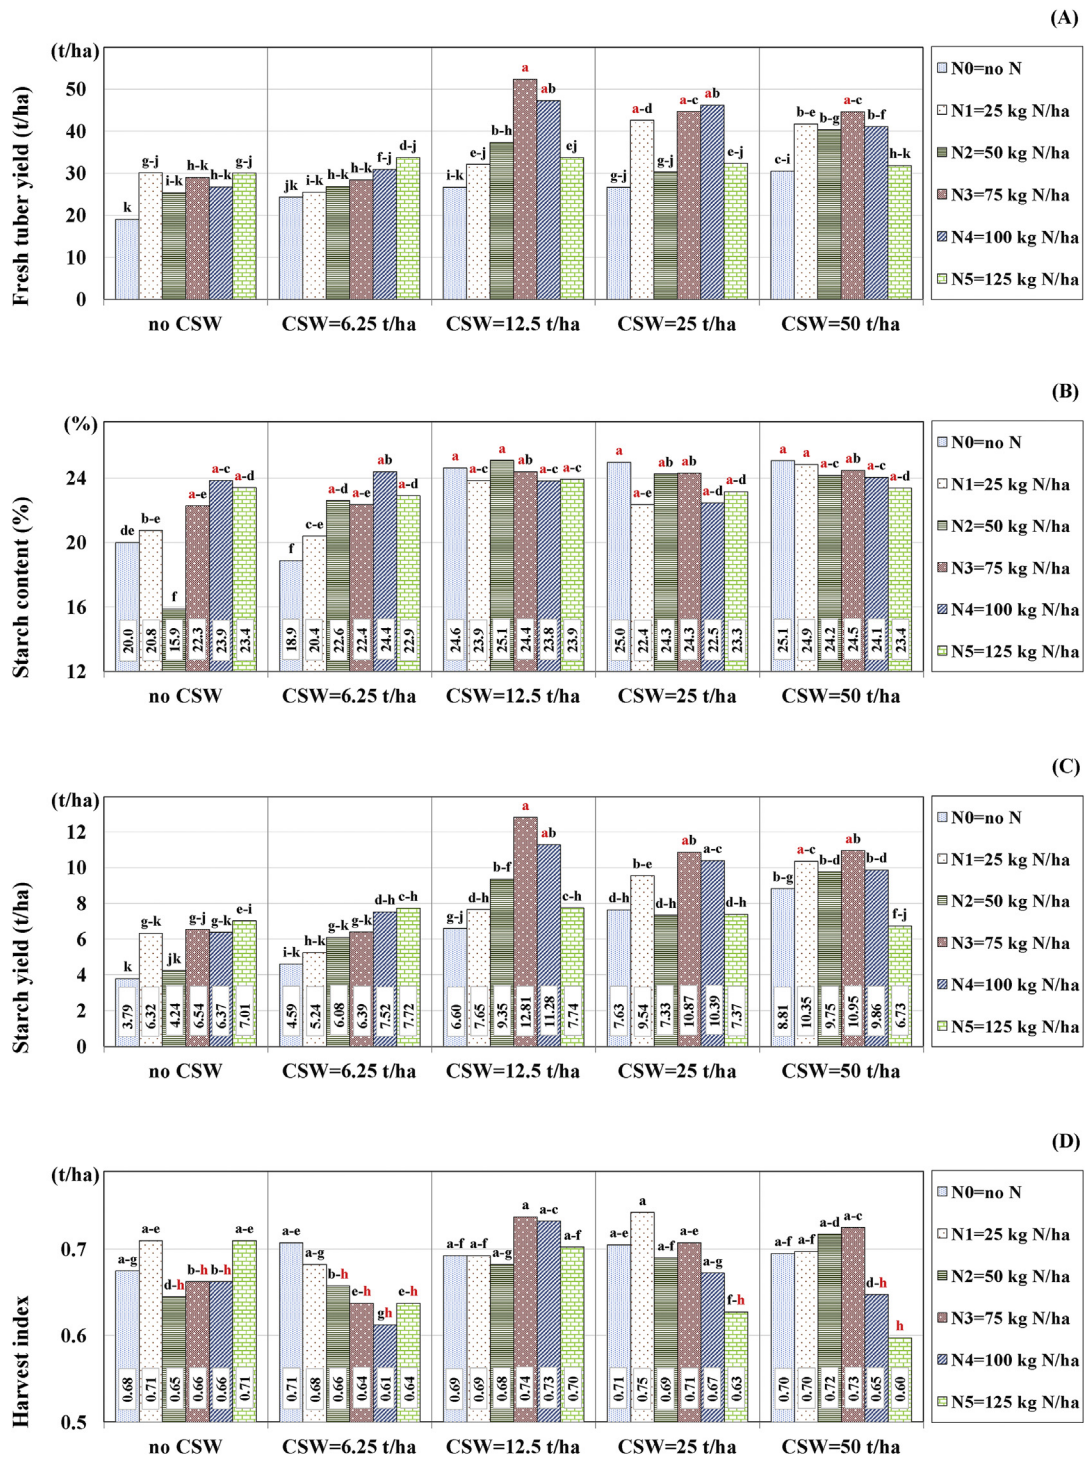 (A)
(t/ha)
Fresh tuber yield (t/ha)
50
40
30
20
10
0
k g-j i-k h-k h-k g-j
jk i-k h-k h-k f-j d-j
i-k e-j b-h a ab ej
g-j a-d g-j a-c ab e-j
c-i b-e b-g a-c b-f h-k
no CSW CSW=6.25 t/ha CSW=12.5 t/ha CSW=25 t/ha CSW=50 t/ha
N0=no N
N1=25 kg N/ha
N2=50 kg N/ha
N3=75 kg N/ha
N4=100 kg N/ha
N5=125 kg N/ha
(B)
(%)
Starch content (%)
24
20
16
12
de b-e f a-e a-c a-d
f c-e a-d a-e ab a-d
a a-c a ab a-c a-c
a a-e ab ab a-d a-d
a a a-c ab a-c a-d
20.0 20.8 15.9 22.3 23.9 23.4
18.9 20.4 22.6 22.4 24.4 22.9
24.6 23.9 25.1 24.4 23.8 23.9
25.0 22.4 24.3 24.3 22.5 23.3
25.1 24.9 24.2 24.5 24.1 23.4
no CSW CSW=6.25 t/ha CSW=12.5 t/ha CSW=25 t/ha CSW=50 t/ha
N0=no N
N1=25 kg N/ha
N2=50 kg N/ha
N3=75 kg N/ha
N4=100 kg N/ha
N5=125 kg N/ha
(C)
(t/ha)
Starch yield (t/ha)
12
10
8
6
4
2
0
k g-k jk g-j g-k e-i
i-k h-k g-k g-k d-h c-h
g-j d-h b-f a ab c-h
d-h b-e d-h ab a-c d-h
b-g a-c b-d ab b-d f-j
3.79 6.32 4.24 6.54 6.37 7.01
4.59 5.24 6.08 6.39 7.52 7.72
6.60 7.65 9.35 12.81 11.28 7.74
7.63 9.54 7.33 10.87 10.39 7.37
8.81 10.35 9.75 10.95 9.86 6.73
no CSW CSW=6.25 t/ha CSW=12.5 t/ha CSW=25 t/ha CSW=50 t/ha
N0=no N
N1=25 kg N/ha
N2=50 kg N/ha
N3=75 kg N/ha
N4=100 kg N/ha
N5=125 kg N/ha
(D)
(t/ha)
Harvest index
0.7
0.6
0.5
a-g a-e d-h b-h b-h a-e
a-e a-g b-h e-h gh e-h
a-f a-f a-g a a-c a-f
a-e a a-f a-e a-g f-h
a-f a-f a-d a-c d-h h
0.68 0.71 0.65 0.66 0.66 0.71
0.71 0.68 0.66 0.64 0.61 0.64
0.69 0.69 0.68 0.74 0.73 0.70
0.71 0.75 0.69 0.71 0.67 0.63
0.70 0.70 0.72 0.73 0.65 0.60
no CSW CSW=6.25 t/ha CSW=12.5 t/ha CSW=25 t/ha CSW=50 t/ha
N0=no N
N1=25 kg N/ha
N2=50 kg N/ha
N3=75 kg N/ha
N4=100 kg N/ha
N5=125 kg N/ha